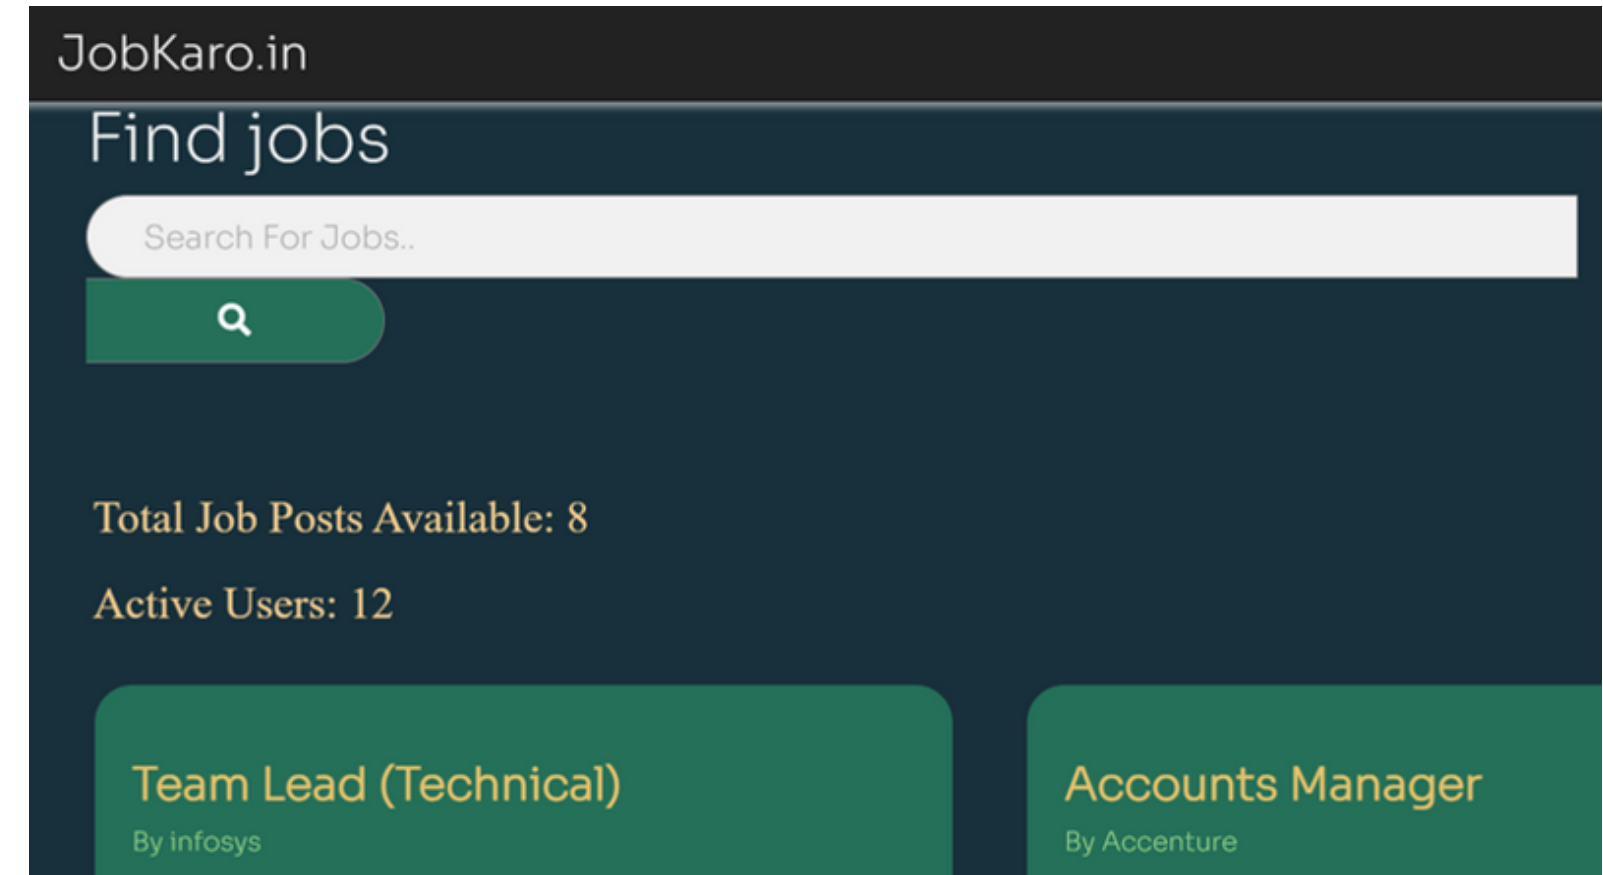 JobKaro.in
Find jobs
Search For Jobs..
Total Job Posts Available: 8
Active Users: 12
Team Lead (Technical)
By infosys
Accounts Manager
By Accenture